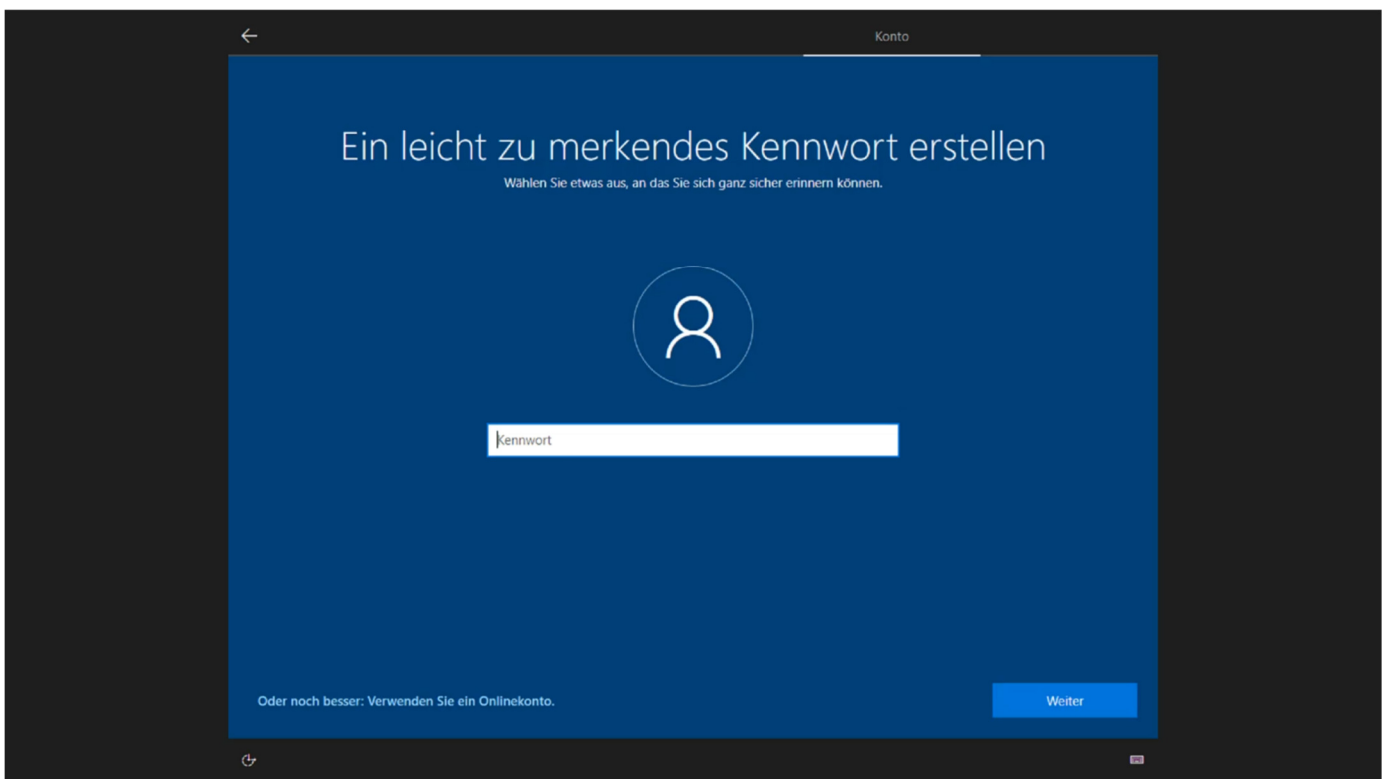 Konto
Ein leicht zu merkendes Kennwort erstellen
Wählen Sie etwas aus, an das Sie sich ganz sicher erinnern können.
Kennwort
Oder noch besser: Verwenden Sie ein Onlinekonto.
Weiter